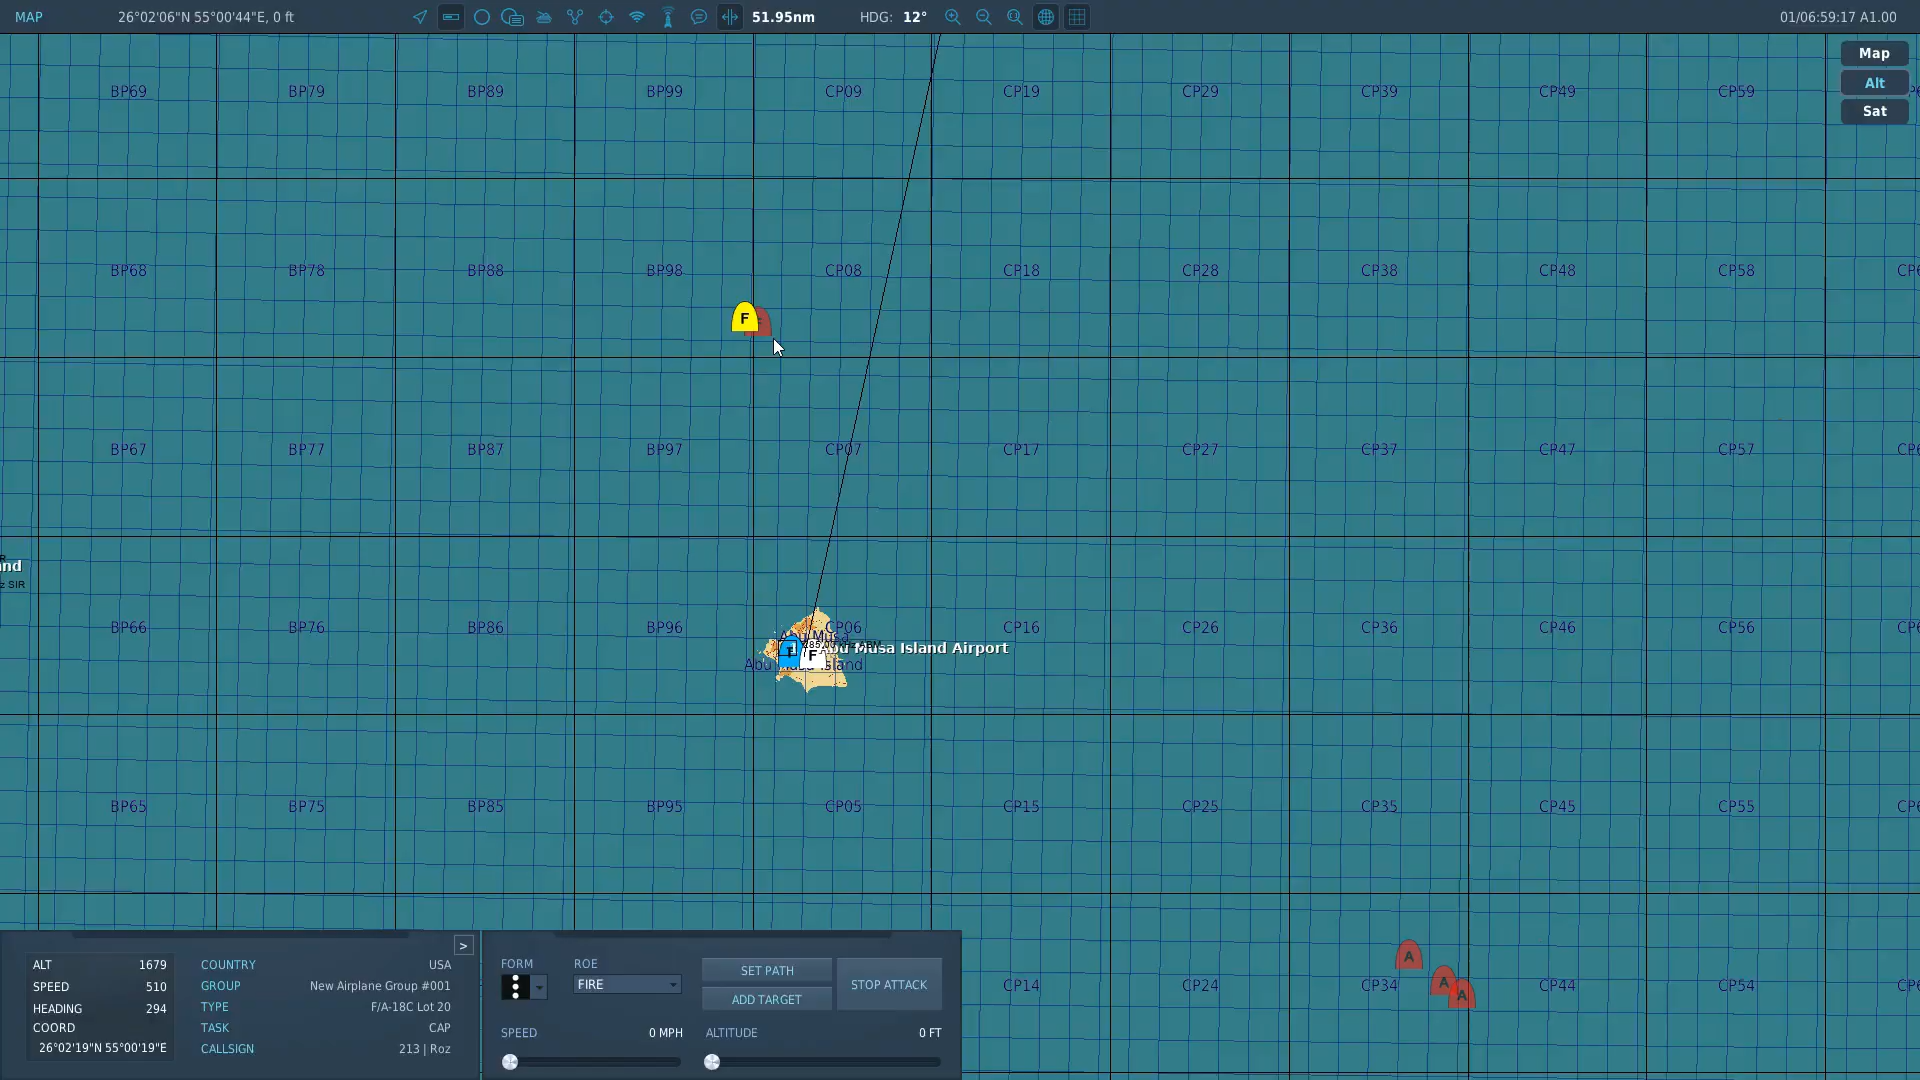 MAP 26°02'06"N 55°00'44"E, 0 ft 51.95nm HDG: 12° 01/06:59:17 A1.00
Map
Alt
Sat
BP69 BP79 BP89 BP99 CP09 CP19 CP29 CP39 CP49 CP59
BP68 BP78 BP88 BP98 CP08 CP18 CP28 CP38 CP48 CP58
F
BP67 BP77 BP87 BP97 CP07 CP17 CP27 CP37 CP47 CP57
nd
z SIR
BP66 BP76 BP86 BP96 CP06 CP16 CP26 CP36 CP46 CP56
Abu Musa
F
Abu Musa Island Airport
Abu Musa Island
BP65 BP75 BP85 BP95 CP05 CP15 CP25 CP35 CP45 CP55
A
A
A
CP14 CP24 CP34 CP44 CP54
>
ALT 1679
SPEED 510
HEADING 294
COORD
26°02'19"N 55°00'19"E
COUNTRY USA
GROUP New Airplane Group #001
TYPE F/A-18C Lot 20
TASK CAP
CALLSIGN 213 | Roz
FORM ROE
FIRE
SET PATH
ADD TARGET
STOP ATTACK
SPEED 0 MPH ALTITUDE 0 FT